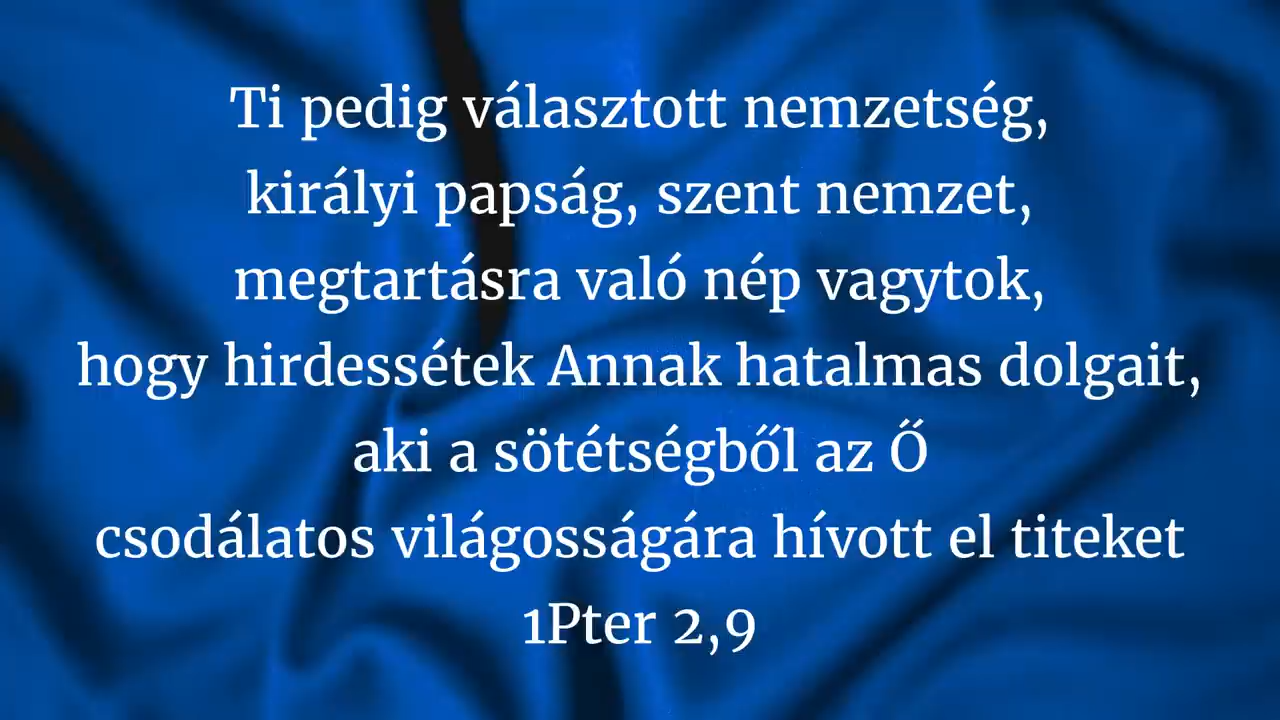 Ti pedig választott nemzetség,
királyi papság, szent nemzet,
megtartásra való nép vagytok,
hogy hirdessétek Annak hatalmas dolgait,
aki a sötétségből az Ő
csodálatos világosságára hívott el titeket
1Pter 2,9